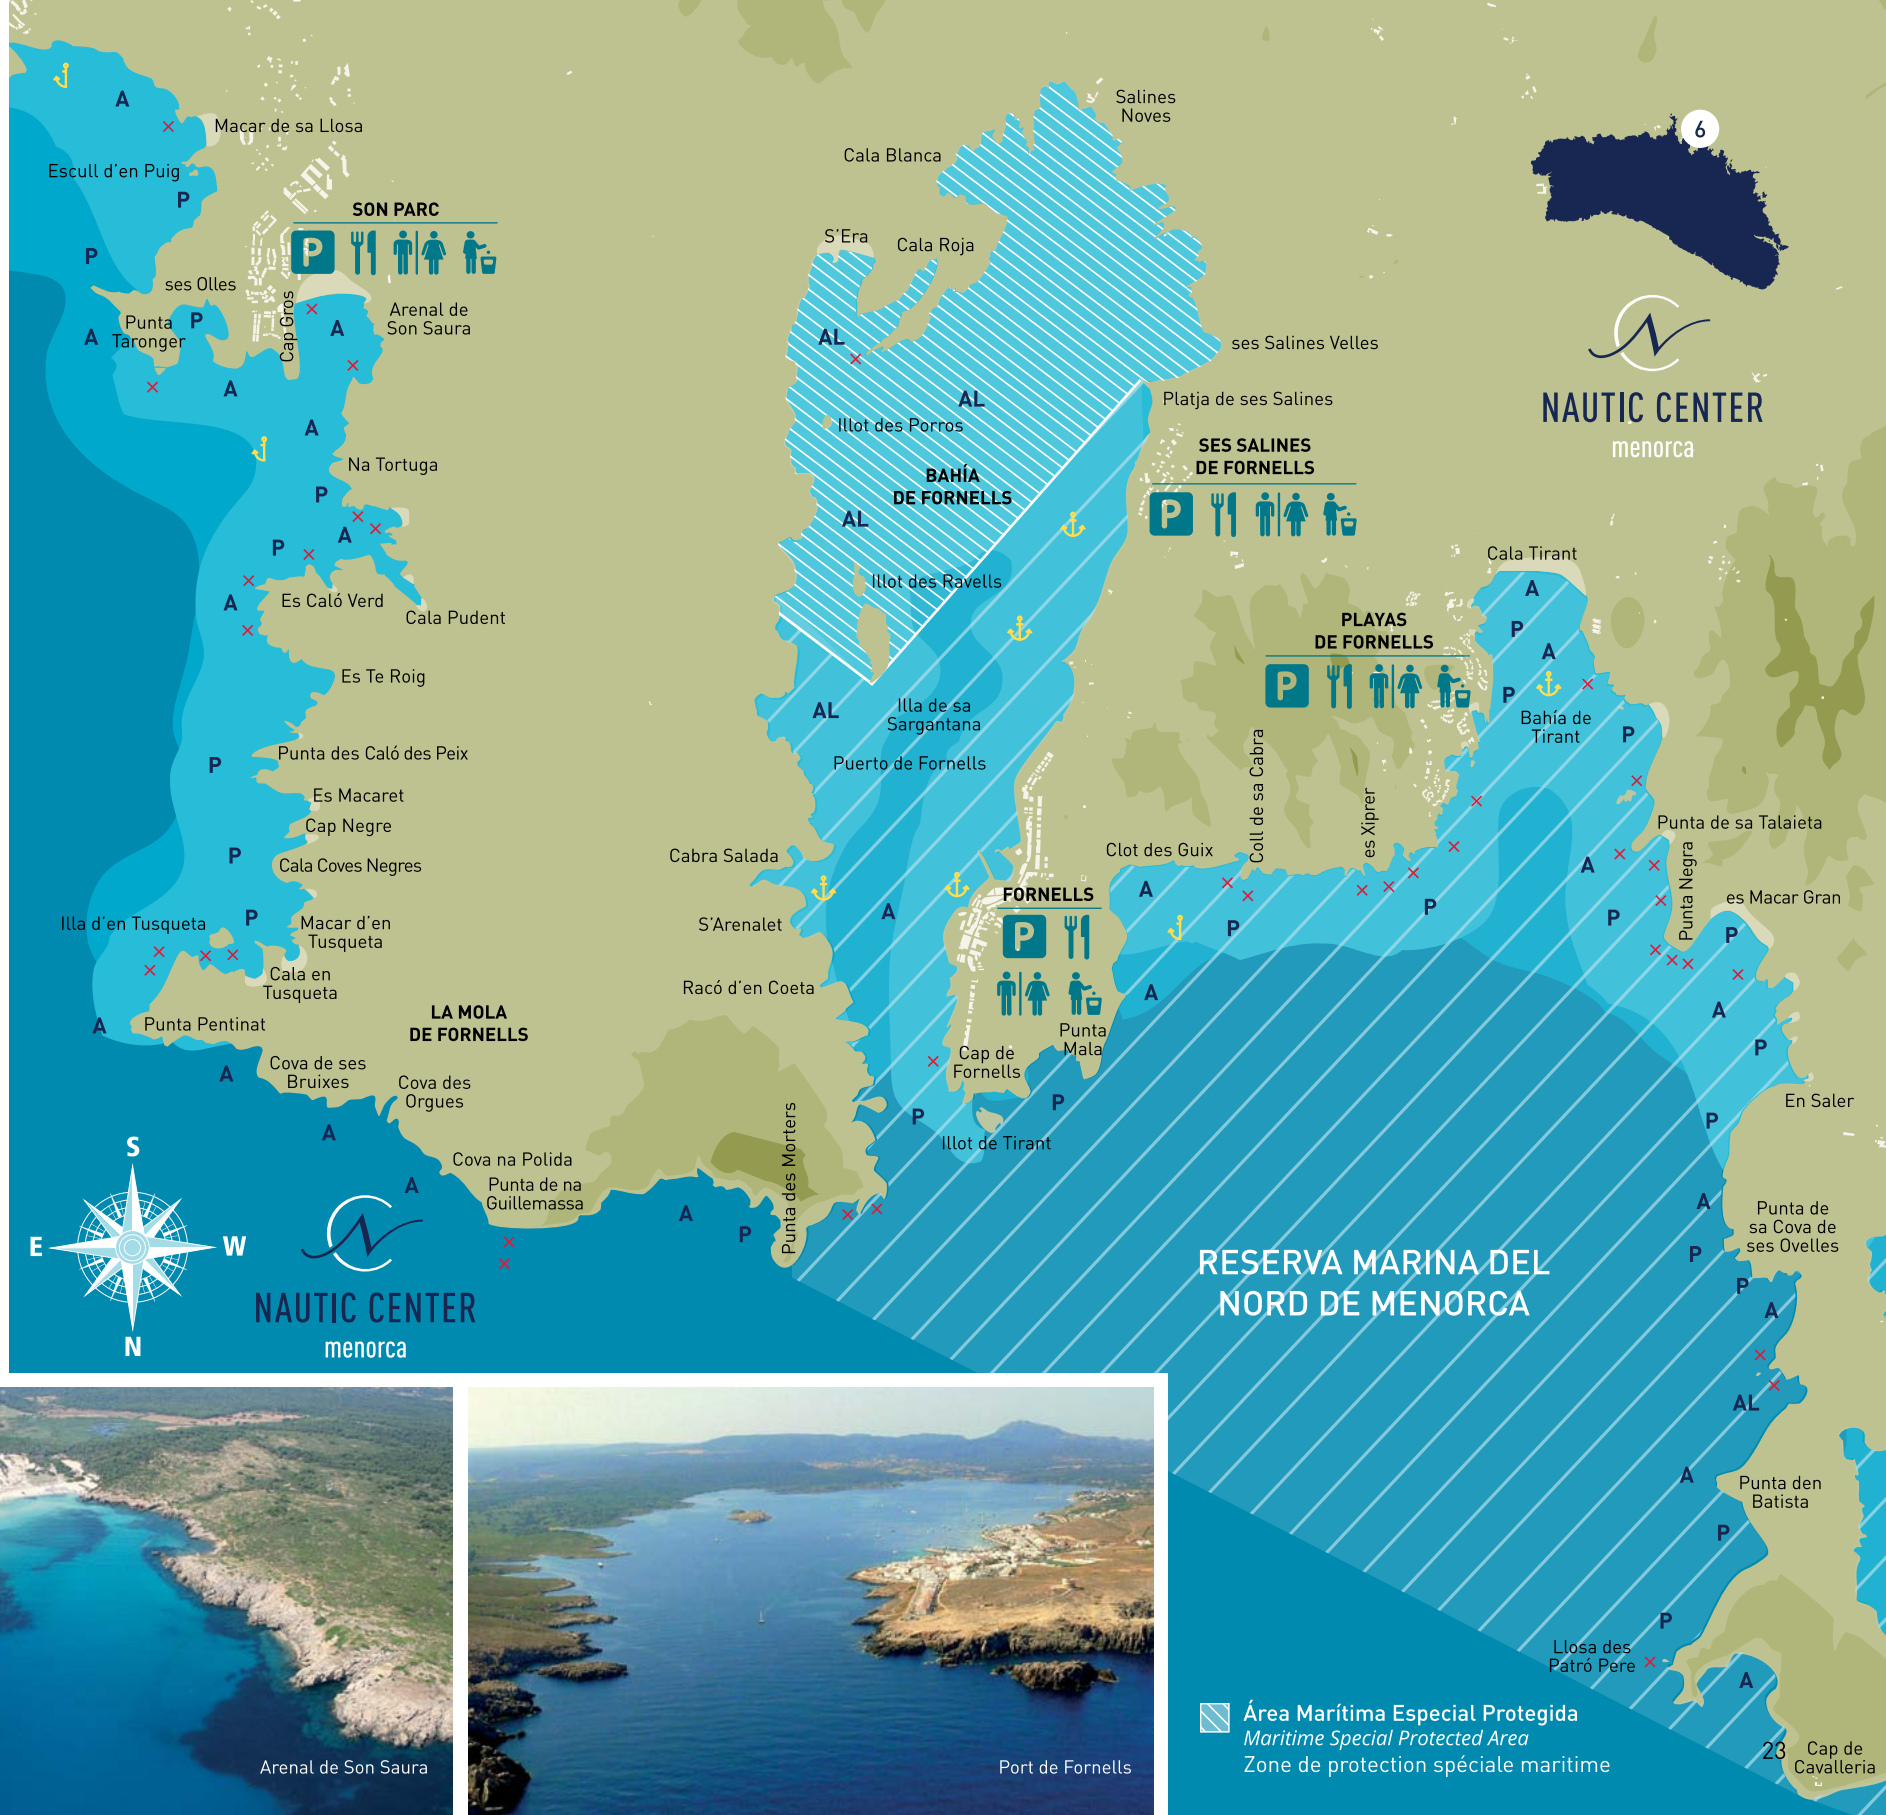 A
Macar de sa Llosa
Escull d'en Puig
P
P
ses Olles
Punta
Taronger
P
A
SON PARC
P
Cap Gros
A
Arenal de
Son Saura
A
A
Na Tortuga
P
P
A
A
Es Caló Verd
Cala Pudent
Es Te Roig
Punta des Caló des Peix
P
Es Macaret
Cap Negre
P
Cala Coves Negres
Illa d'en Tusqueta
P
Macar d'en
Tusqueta
Cala en
Tusqueta
A
Punta Pentinat
LA MOLA
DE FORNELLS
A
Cova de ses
Bruixes
Cova des
Orgues
A
Cova na Polida
A
Punta de na
Guillemassa
A
P
Punta des Morters
S
E
W
N
NAUTIC CENTER
menorca
Salines
Noves
Cala Blanca
S'Era
Cala Roja
AL
AL
Illot des Porros
ses Salines Velles
Platja de ses Salines
BAHÍA
DE FORNELLS
AL
SES SALINES
DE FORNELLS
P
Illot des Ravells
AL
Illa de sa
Sargantana
Puerto de Fornells
Cabra Salada
A
S'Arenalet
Racó d'en Coeta
FORNELLS
P
Punta
Mala
Cap de
Fornells
P
P
Illot de Tirant
Clot des Guix
A
Coll de sa Cabra
P
A
es Xiprer
P
PLAYAS
DE FORNELLS
P
Cala Tirant
A
P
A
P
Bahía de
Tirant
P
Punta de sa Talaieta
A
Punta Negra
P
es Macar Gran
P
A
P
En Saler
P
A
Punta de
sa Cova de
ses Ovelles
P
P
A
AL
A
Punta den
Batista
P
P
Llosa des
Patró Pere
A
Cap de
Cavalleria
23
6
NAUTIC CENTER
menorca
RESERVA MARINA DEL
NORD DE MENORCA
Área Marítima Especial Protegida
Maritime Special Protected Area
Zone de protection spéciale maritime
Arenal de Son Saura
Port de Fornells